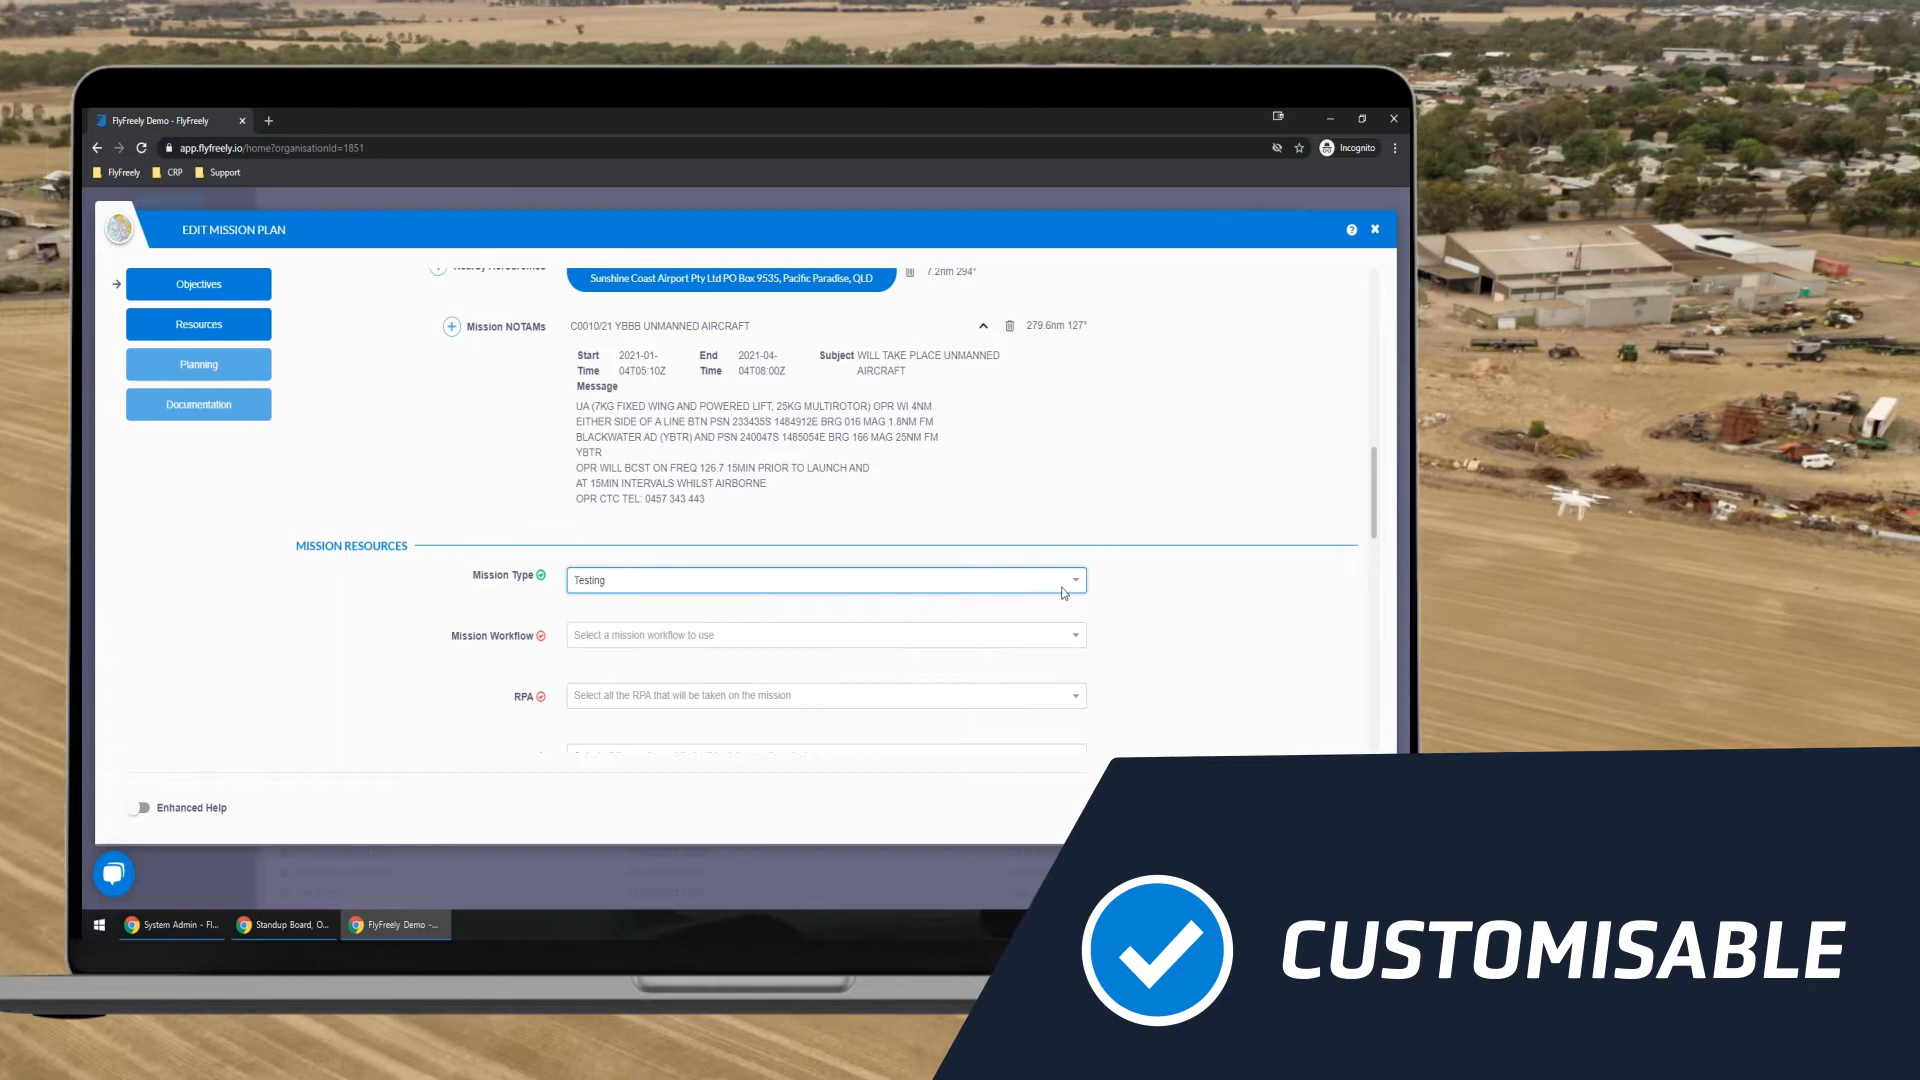 FlyFreely Demo - FlyFreely
app.flyfreely.io/home?organisationId=1851
Incognito
FlyFreely CRP Support
EDIT MISSION PLAN
Objectives
Resources
Planning
Documentation
Nearby Aerodromes
Sunshine Coast Airport Pty Ltd PO Box 9535, Pacific Paradise, QLD
7.2nm 294°
Mission NOTAMs
C0010/21 YBBB UNMANNED AIRCRAFT
279.6nm 127°
Start Time 2021-01-04T05:10Z
End Time 2021-04-04T08:00Z
Subject WILL TAKE PLACE UNMANNED AIRCRAFT
Message
UA (7KG FIXED WING AND POWERED LIFT, 25KG MULTIROTOR) OPR WI 4NM
EITHER SIDE OF A LINE BTN PSN 233435S 1484912E BRG 016 MAG 1.8NM FM
BLACKWATER AD (YBTR) AND PSN 240047S 1485054E BRG 166 MAG 25NM FM
YBTR
OPR WILL BCST ON FREQ 126.7 15MIN PRIOR TO LAUNCH AND
AT 15MIN INTERVALS WHILST AIRBORNE
OPR CTC TEL: 0457 343 443
MISSION RESOURCES
Mission Type
Testing
Mission Workflow
Select a mission workflow to use
RPA
Select all the RPA that will be taken on the mission
Enhanced Help
System Admin - Fl...
Standup Board, O...
FlyFreely Demo -...
CUSTOMISABLE